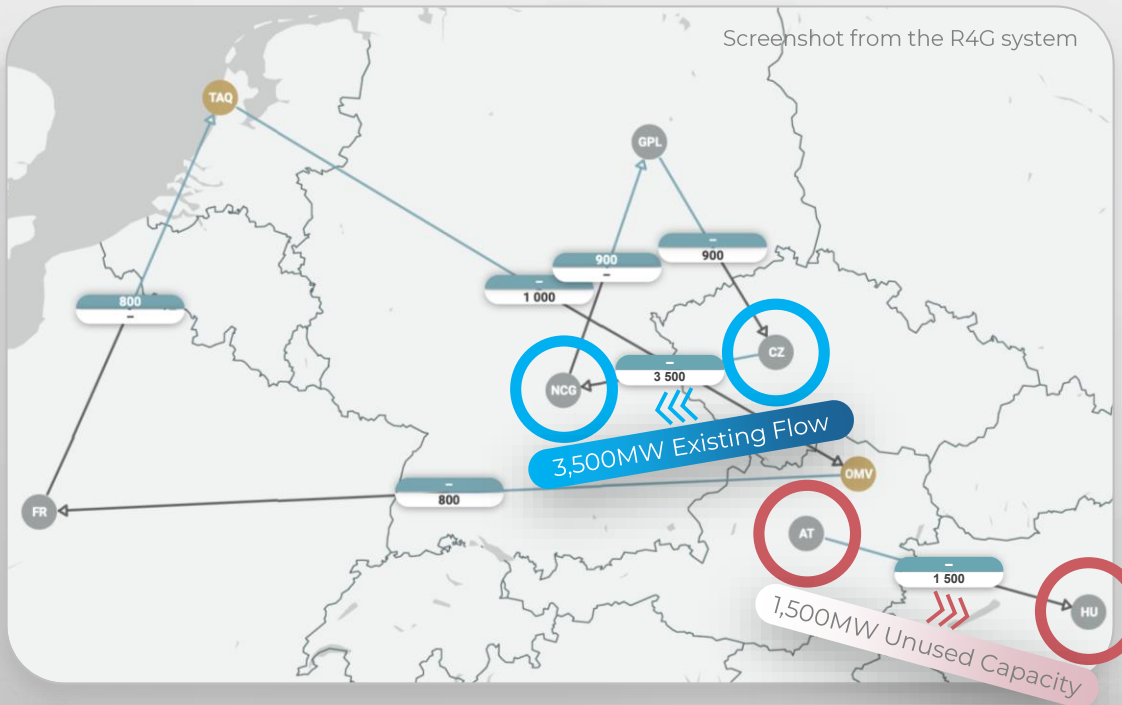 Screenshot from the R4G system
TAQ
GPL
900
–
–
900
–
1 000
800
–
CZ
NCG
–
3 500
3,500MW Existing Flow
OMV
–
800
FR
AT
–
1 500
HU
1,500MW Unused Capacity